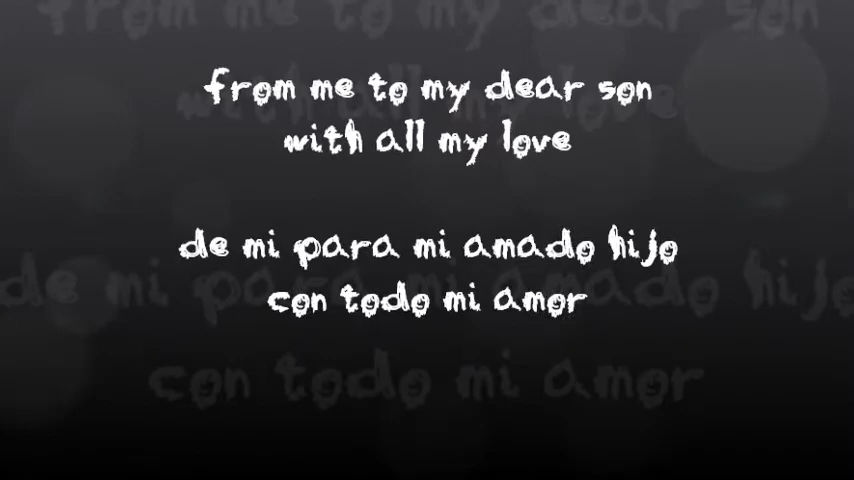 from me to my dear son
with all my love
de mi para mi amado hijo
con todo mi amor